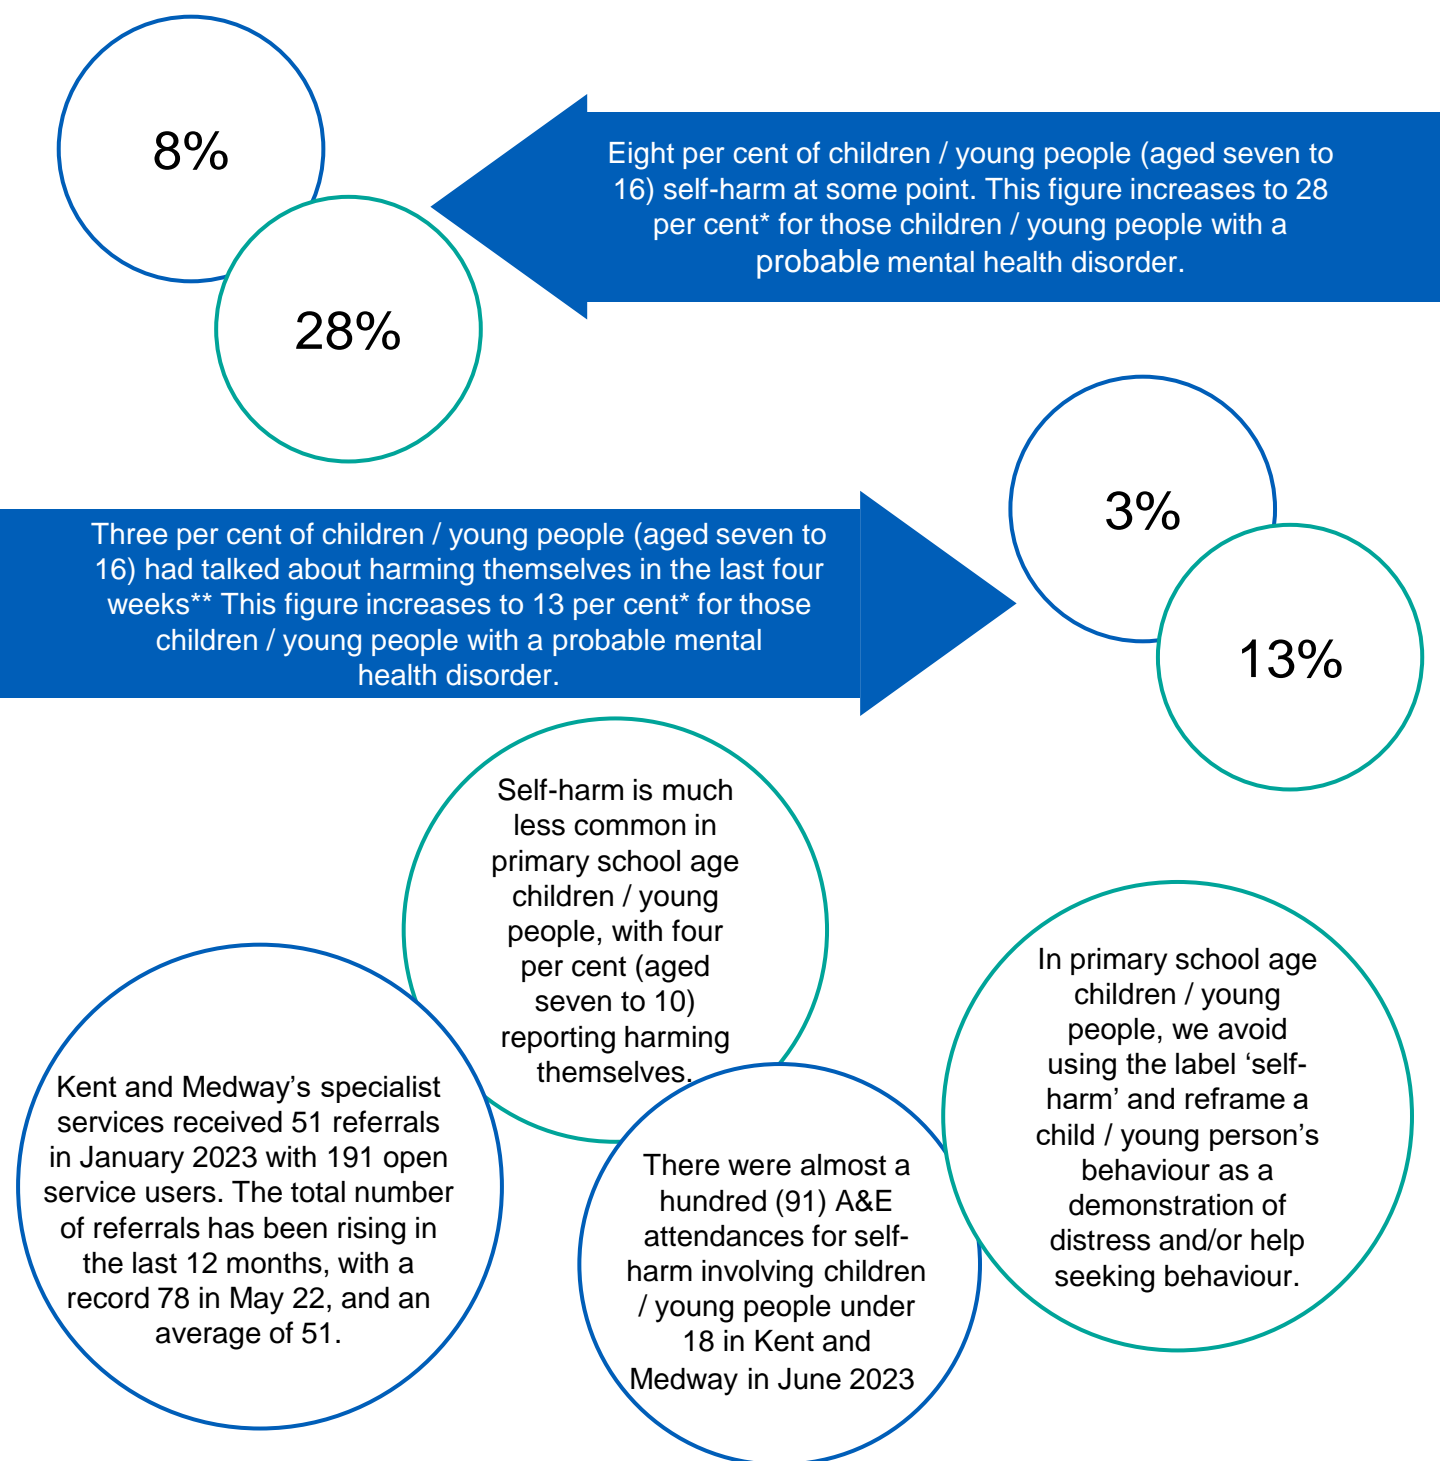 8%
28%
Eight per cent of children / young people (aged seven to
16) self-harm at some point. This figure increases to 28
per cent* for those children / young people with a
probable mental health disorder.
Three per cent of children / young people (aged seven to
16) had talked about harming themselves in the last four
weeks** This figure increases to 13 per cent* for those
children / young people with a probable mental
health disorder.
3%
13%
Self-harm is much
less common in
primary school age
children / young
people, with four
per cent (aged
seven to 10)
reporting harming
themselves.
Kent and Medway’s specialist
services received 51 referrals
in January 2023 with 191 open
service users. The total number
of referrals has been rising in
the last 12 months, with a
record 78 in May 22, and an
average of 51.
There were almost a
hundred (91) A&E
attendances for self-
harm involving children
/ young people under
18 in Kent and
Medway in June 2023
In primary school age
children / young
people, we avoid
using the label ‘self-
harm’ and reframe a
child / young person’s
behaviour as a
demonstration of
distress and/or help
seeking behaviour.